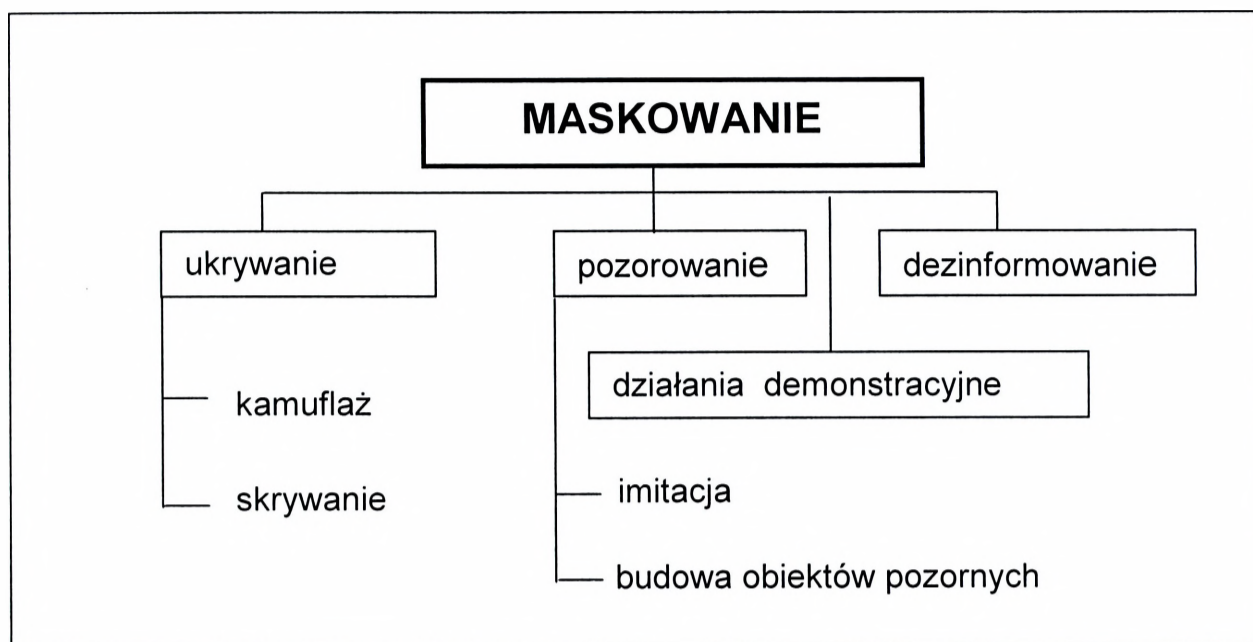 MASKOWANIE
ukrywanie
pozorowanie
dezinformowanie
działania demonstracyjne
kamuflaż
skrywanie
imitacja
budowa obiektów pozornych